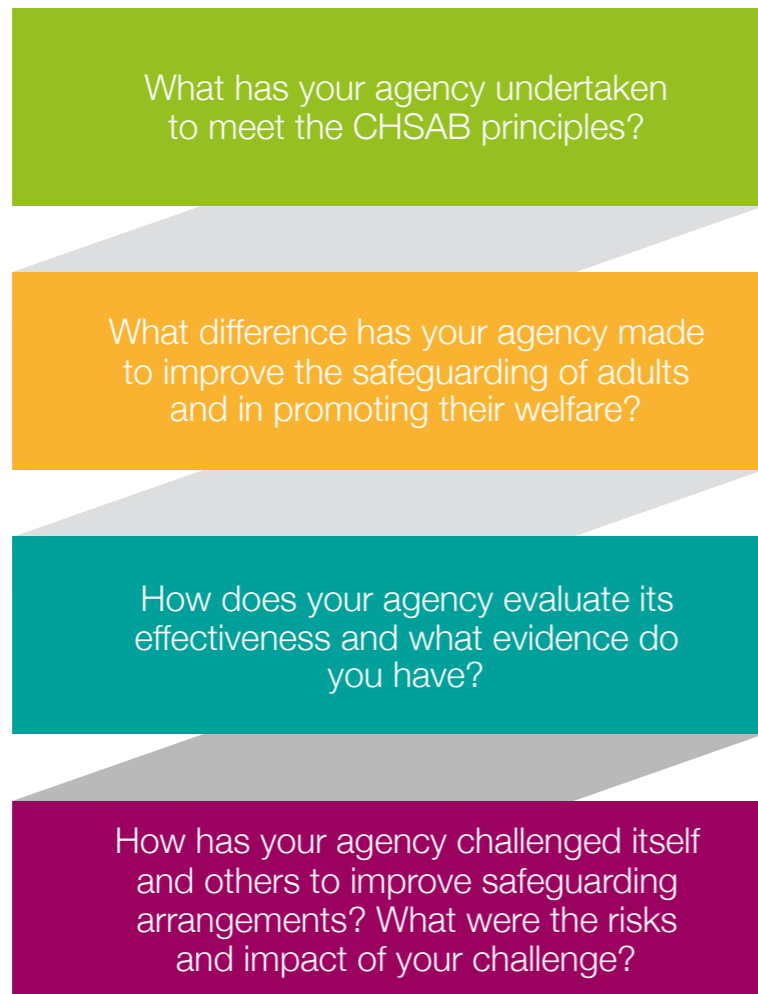 What has your agency undertaken
to meet the CHSAB principles?
What difference has your agency made
to improve the safeguarding of adults
and in promoting their welfare?
How does your agency evaluate its
effectiveness and what evidence do
you have?
How has your agency challenged itself
and others to improve safeguarding
arrangements? What were the risks
and impact of your challenge?